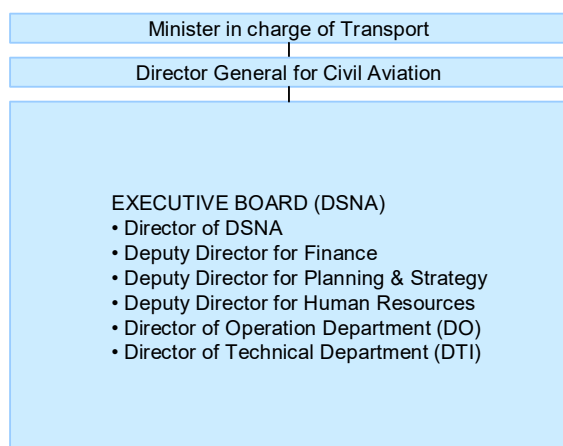 Minister in charge of Transport
Director General for Civil Aviation
EXECUTIVE BOARD (DSNA)
• Director of DSNA
• Deputy Director for Finance
• Deputy Director for Planning & Strategy
• Deputy Director for Human Resources
• Director of Operation Department (DO)
• Director of Technical Department (DTI)